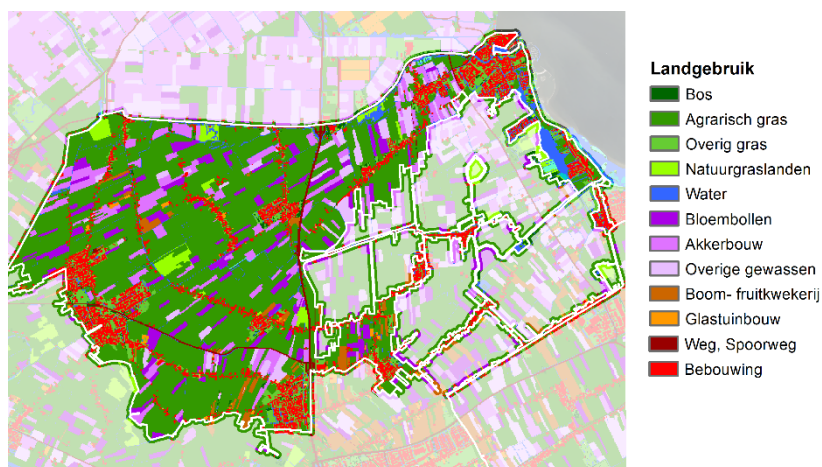 Landgebruik
Bos
Agrarisch gras
Overig gras
Natuurgraslanden
Water
Bloembollen
Akkerbouw
Overige gewassen
Boom- fruitkwekerij
Glastuinbouw
Weg, Spoorweg
Bebouwing